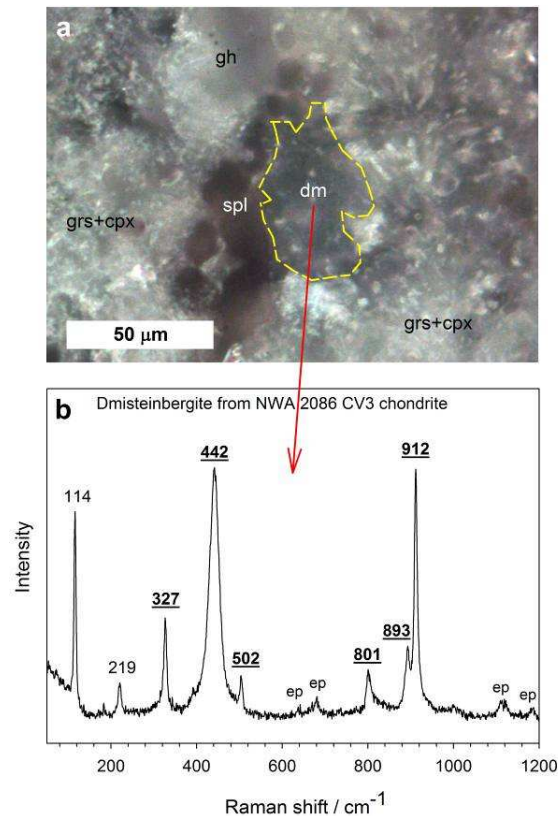 a
gh
dm
spl
grs+cpx
grs+cpx
50 μm
b
Dmisteinbergite from NWA 2086 CV3 chondrite
442
912
114
327
893
219
502
801
ep
ep
ep
ep
Intensity
200 400 600 800 1000 1200
Raman shift / cm-1